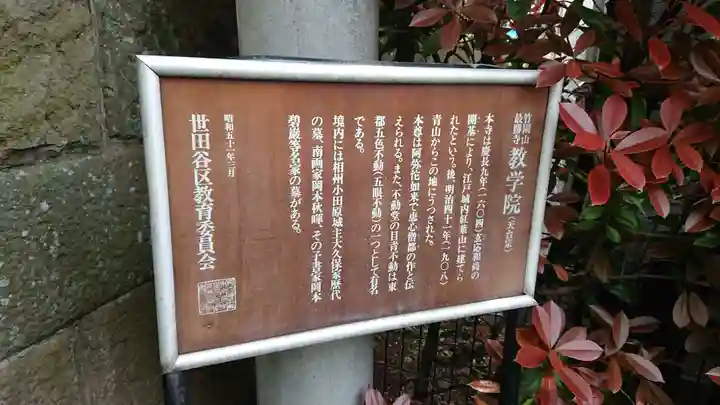 竹園山
最勝寺
教学院(天台宗)
本寺は慶長九年(一六〇四)玄応和尚の
開基により、江戸城内紅葉山に建てら
れたという。後、明治四十一年(一九〇八)
青山からこの地にうつされた。
本尊は阿弥陀如来で恵心僧都の作と伝
えられる。また、不動堂の目青不動は東
都五色不動(五眼不動)の一つとして有名
である。
境内には相州小田原城主大久保家歴代
の墓、南画家岡本秋暉、その子書家岡本
碧巌等名家の墓がある。
昭和五十二年三月
世田谷区教育委員会